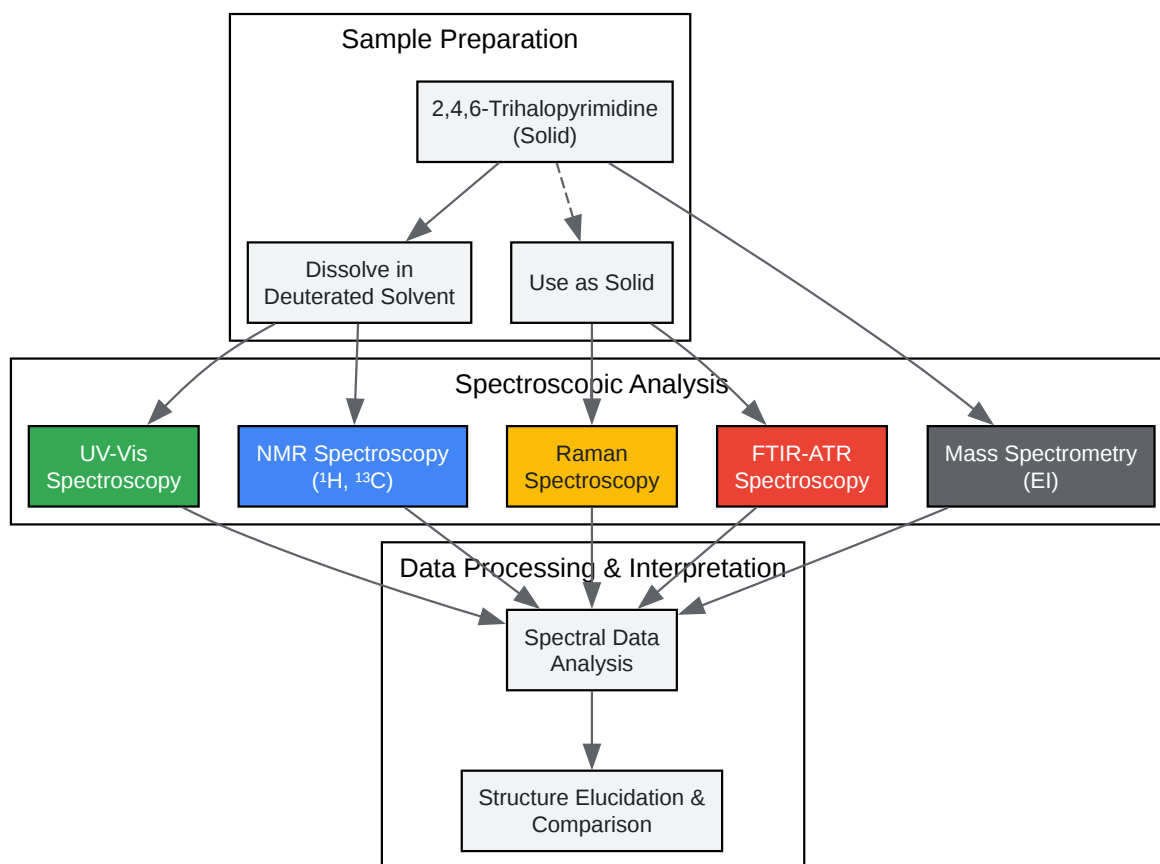 Sample Preparation
2,4,6-Trihalopyrimidine
(Solid)
Dissolve in
Deuterated Solvent
Use as Solid
Spectroscopic Analysis
UV-Vis
Spectroscopy
NMR Spectroscopy
(¹H, ¹³C)
Raman
Spectroscopy
FTIR-ATR
Spectroscopy
Mass Spectrometry
(EI)
Data Processing & Interpretation
Spectral Data
Analysis
Structure Elucidation &
Comparison